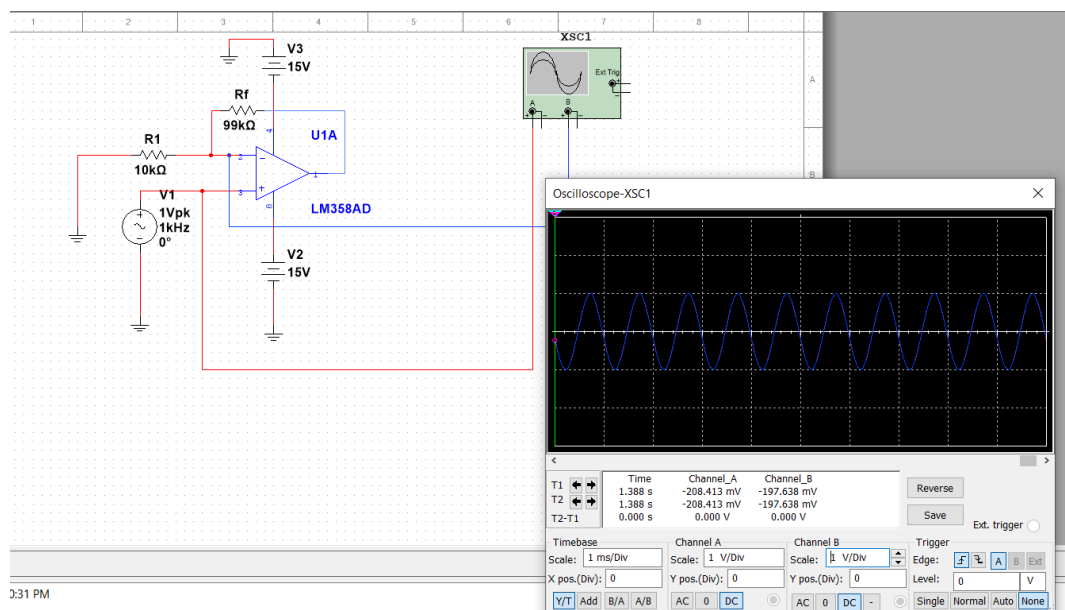 1 2 3 4 5 6 7 8
XSC1
V3
15V
Ext Trig
+
-
A
Rf
A B
+ - + -
99kΩ
4
U1A
R1
2 -
1
10kΩ
B
V1
3 +
+
1Vpk
LM358AD
8
1kHz
-
0°
V2
15V
Oscilloscope-XSC1
Time Channel_A Channel_B
T1 1.388 s -208.413 mV -197.638 mV
T2 1.388 s -208.413 mV -197.638 mV
T2-T1 0.000 s 0.000 V 0.000 V
Reverse
Save
Ext. trigger
Timebase Channel A Channel B Trigger
Scale: 1 ms/Div Scale: 1 V/Div Scale: 1 V/Div Edge: A B Ext
X pos.(Div): 0 Y pos.(Div): 0 Y pos.(Div): 0 Level: 0 V
Y/T Add B/A A/B AC 0 DC AC 0 DC - Single Normal Auto None
0:31 PM